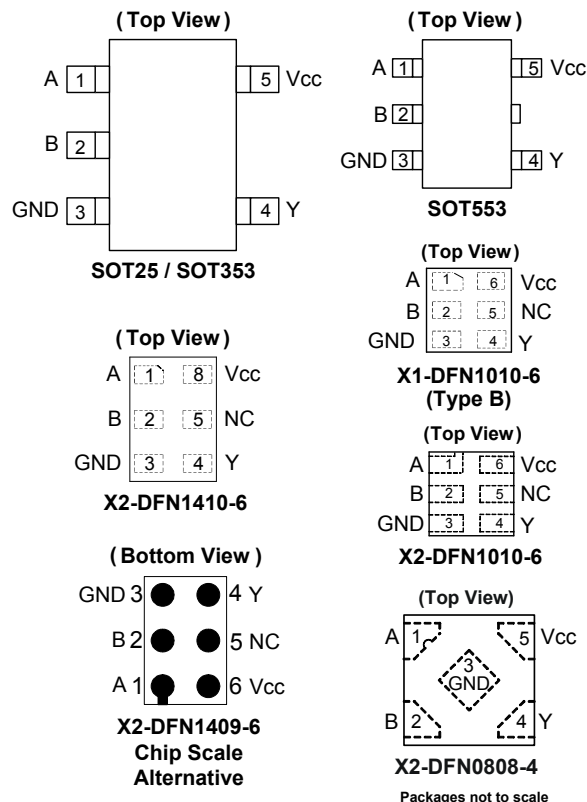 (Top View)
A 1 5 Vcc
B 2
GND 3 4 Y
SOT25 / SOT353
(Top View)
A 1 5 Vcc
B 2
GND 3 4 Y
SOT553
(Top View)
A 1 6 Vcc
B 2 5 NC
GND 3 4 Y
X1-DFN1010-6
(Type B)
(Top View)
A 1 8 Vcc
B 2 5 NC
GND 3 4 Y
X2-DFN1410-6
(Top View)
A 1 6 Vcc
B 2 5 NC
GND 3 4 Y
X2-DFN1010-6
(Bottom View )
GND 3 4 Y
B 2 5 NC
A 1 6 Vcc
X2-DFN1409-6
Chip Scale
Alternative
(Top View)
A 1 5 Vcc
3
GND
B 2 4 Y
X2-DFN0808-4
Packages not to scale